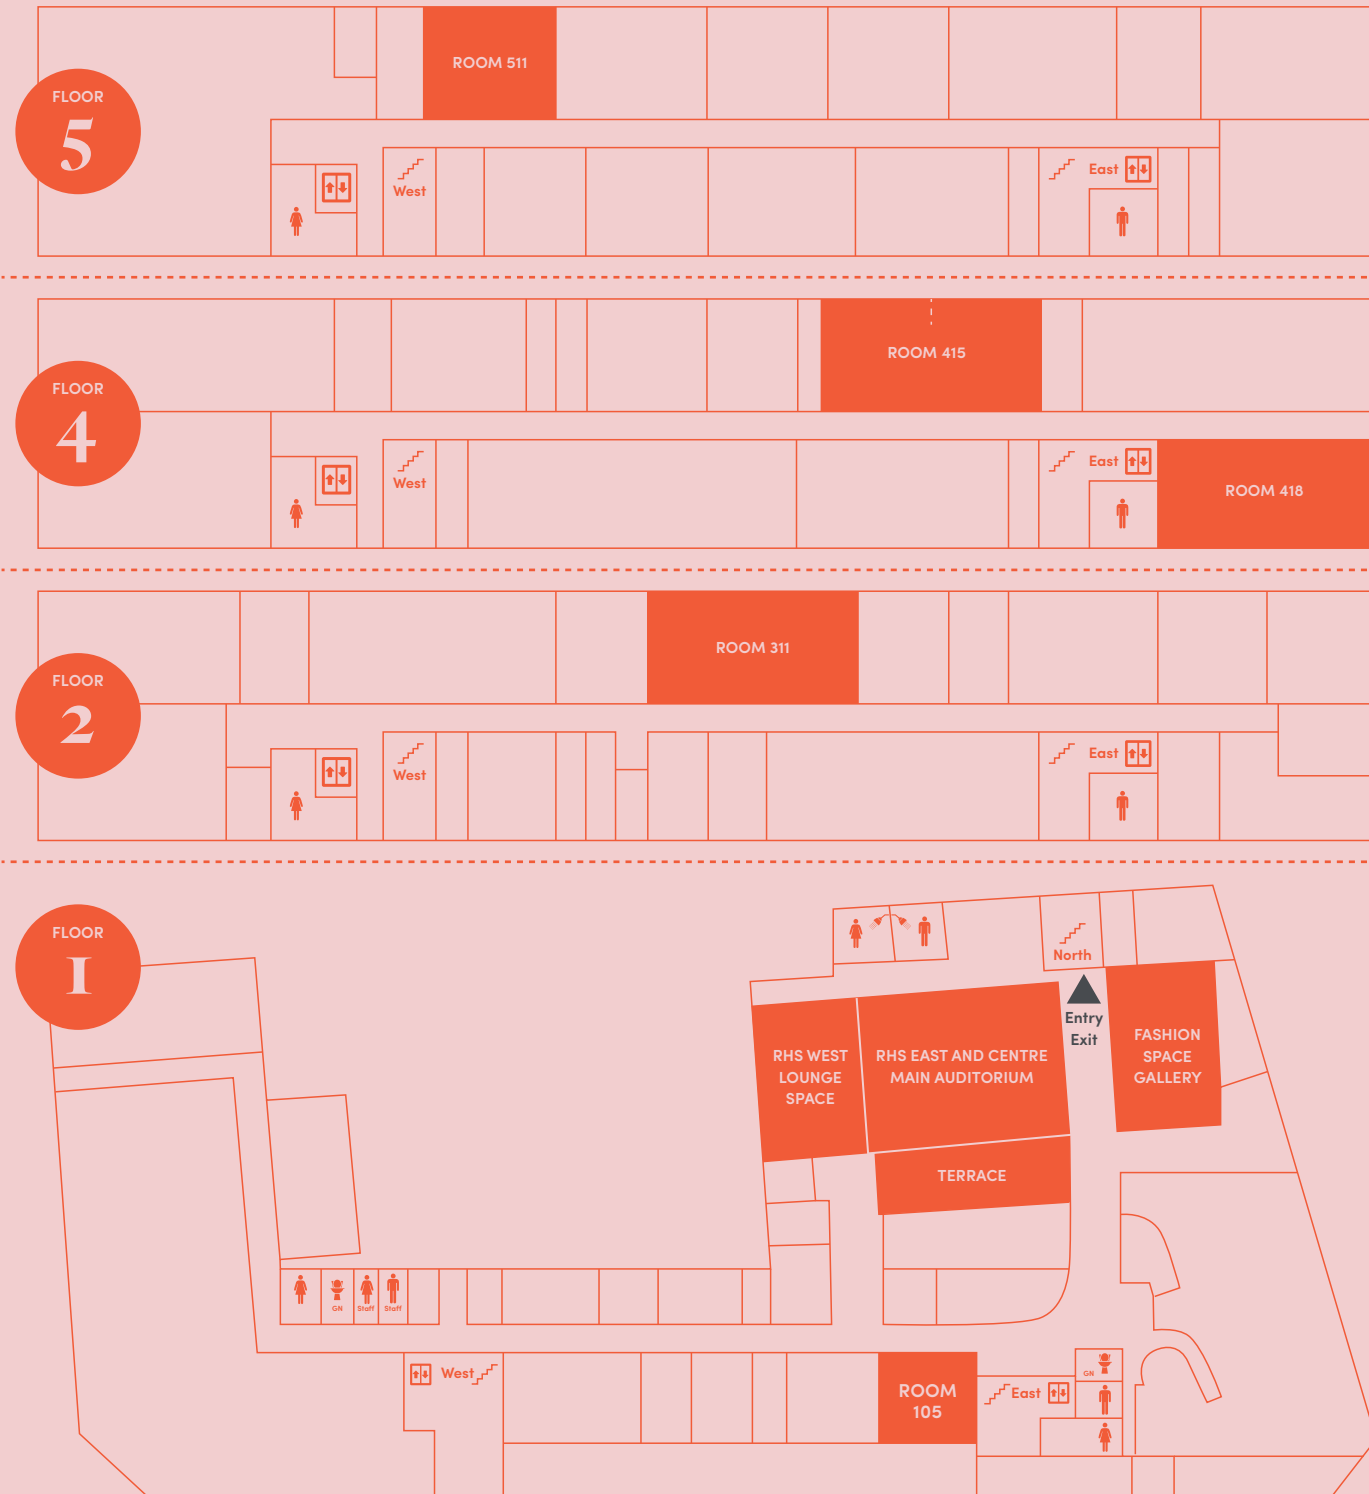 ROOM 511
FLOOR
5
West
East
ROOM 415
FLOOR
4
West
East
ROOM 418
ROOM 311
FLOOR
2
West
East
FLOOR
1
North
Entry
Exit
RHS WEST
LOUNGE
SPACE
RHS EAST AND CENTRE
MAIN AUDITORIUM
FASHION
SPACE
GALLERY
TERRACE
GN
Staff
Staff
West
ROOM
105
East
GN